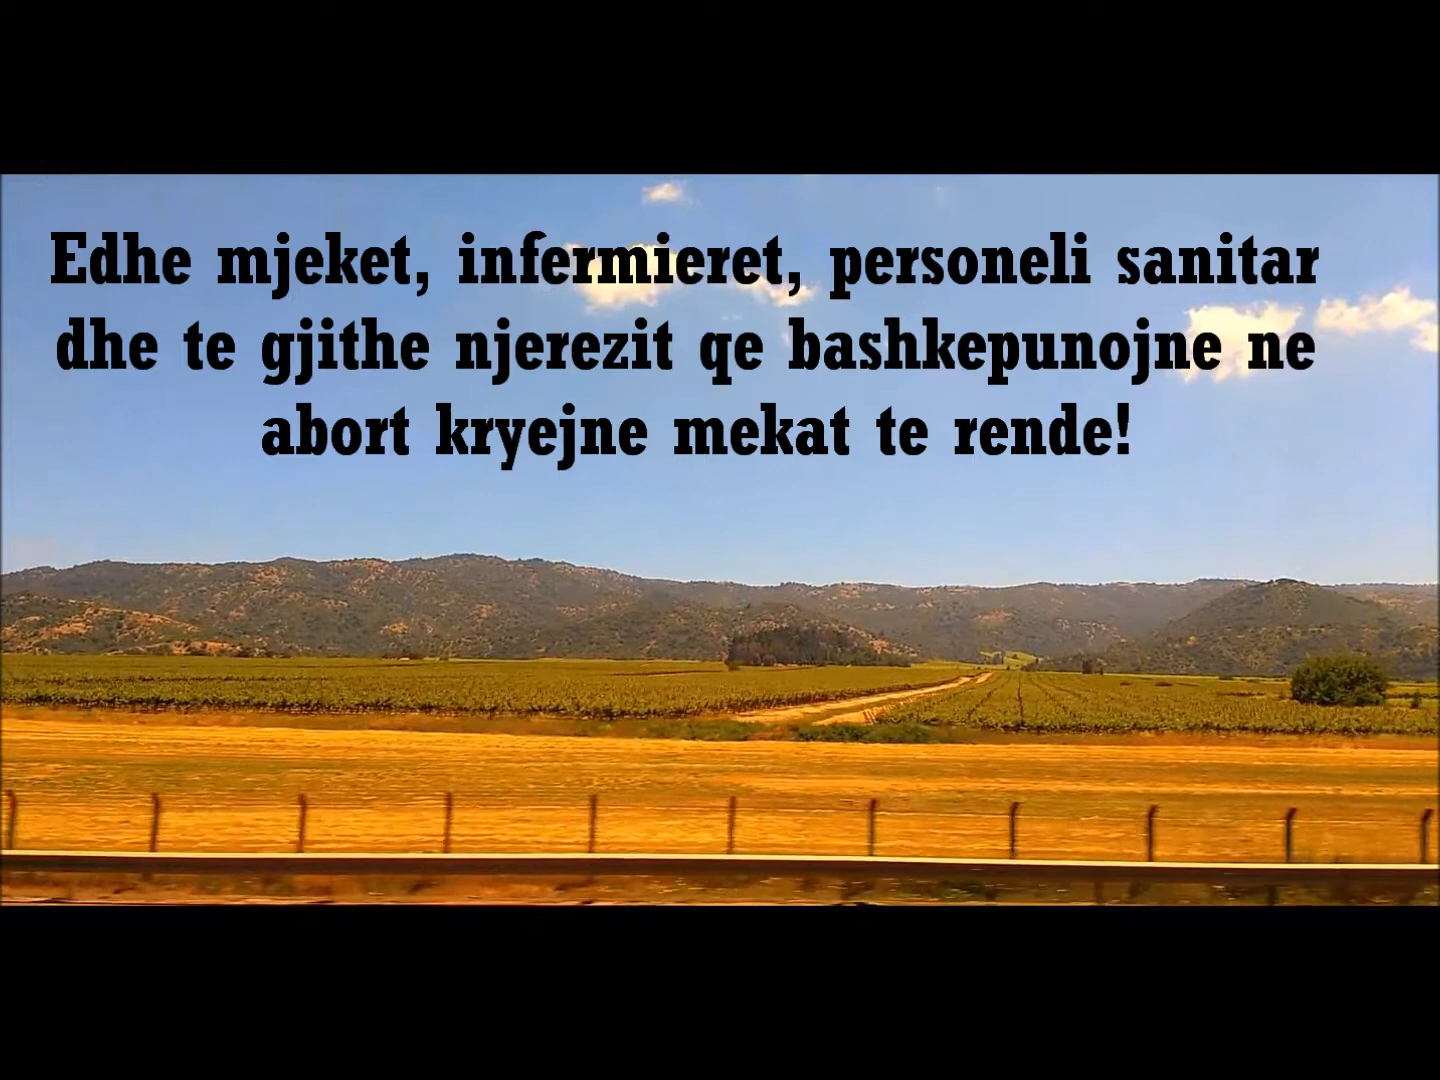 Edhe mjeket, infermieret, personeli sanitar
dhe te gjithe njerezit qe bashkepunojne ne
abort kryejne mekat te rende!